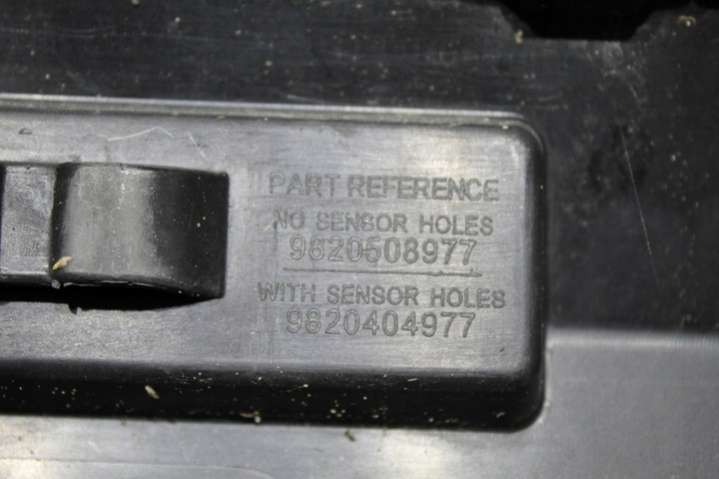 PART REFERENCE
NO SENSOR HOLES
9820508977
WITH SENSOR HOLES
9820404977